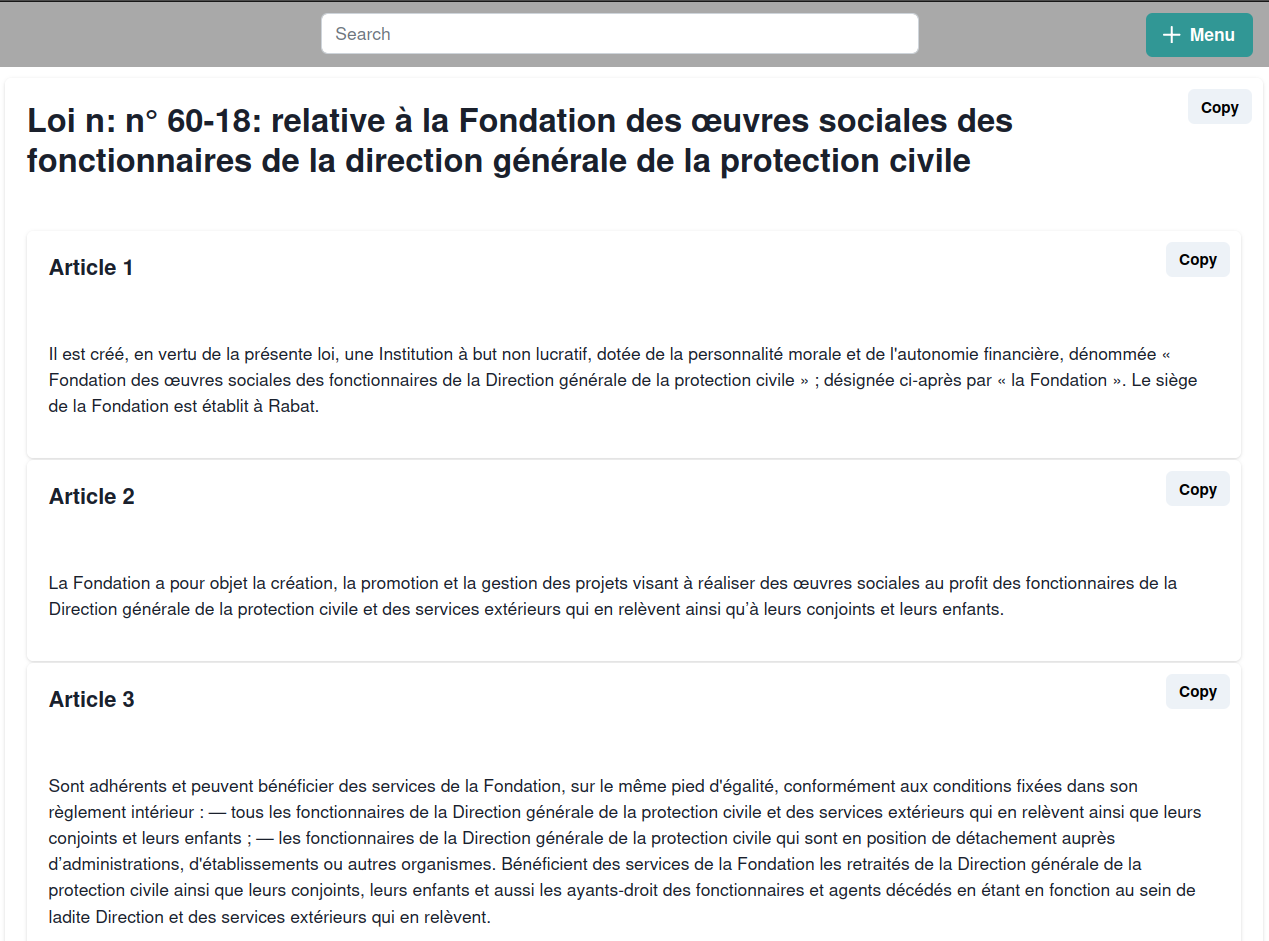 Search
Menu
Loi n: n° 60-18: relative à la Fondation des œuvres sociales des
fonctionnaires de la direction générale de la protection civile
Copy
Article 1
Copy
Il est créé, en vertu de la présente loi, une Institution à but non lucratif, dotée de la personnalité morale et de l'autonomie financière, dénommée «
Fondation des œuvres sociales des fonctionnaires de la Direction générale de la protection civile » ; désignée ci-après par « la Fondation ». Le siège
de la Fondation est établit à Rabat.
Article 2
Copy
La Fondation a pour objet la création, la promotion et la gestion des projets visant à réaliser des œuvres sociales au profit des fonctionnaires de la
Direction générale de la protection civile et des services extérieurs qui en relèvent ainsi qu’à leurs conjoints et leurs enfants.
Article 3
Copy
Sont adhérents et peuvent bénéficier des services de la Fondation, sur le même pied d'égalité, conformément aux conditions fixées dans son
règlement intérieur : — tous les fonctionnaires de la Direction générale de la protection civile et des services extérieurs qui en relèvent ainsi que leurs
conjoints et leurs enfants ; — les fonctionnaires de la Direction générale de la protection civile qui sont en position de détachement auprès
d’administrations, d'établissements ou autres organismes. Bénéficient des services de la Fondation les retraités de la Direction générale de la
protection civile ainsi que leurs conjoints, leurs enfants et aussi les ayants-droit des fonctionnaires et agents décédés en étant en fonction au sein de
ladite Direction et des services extérieurs qui en relèvent.